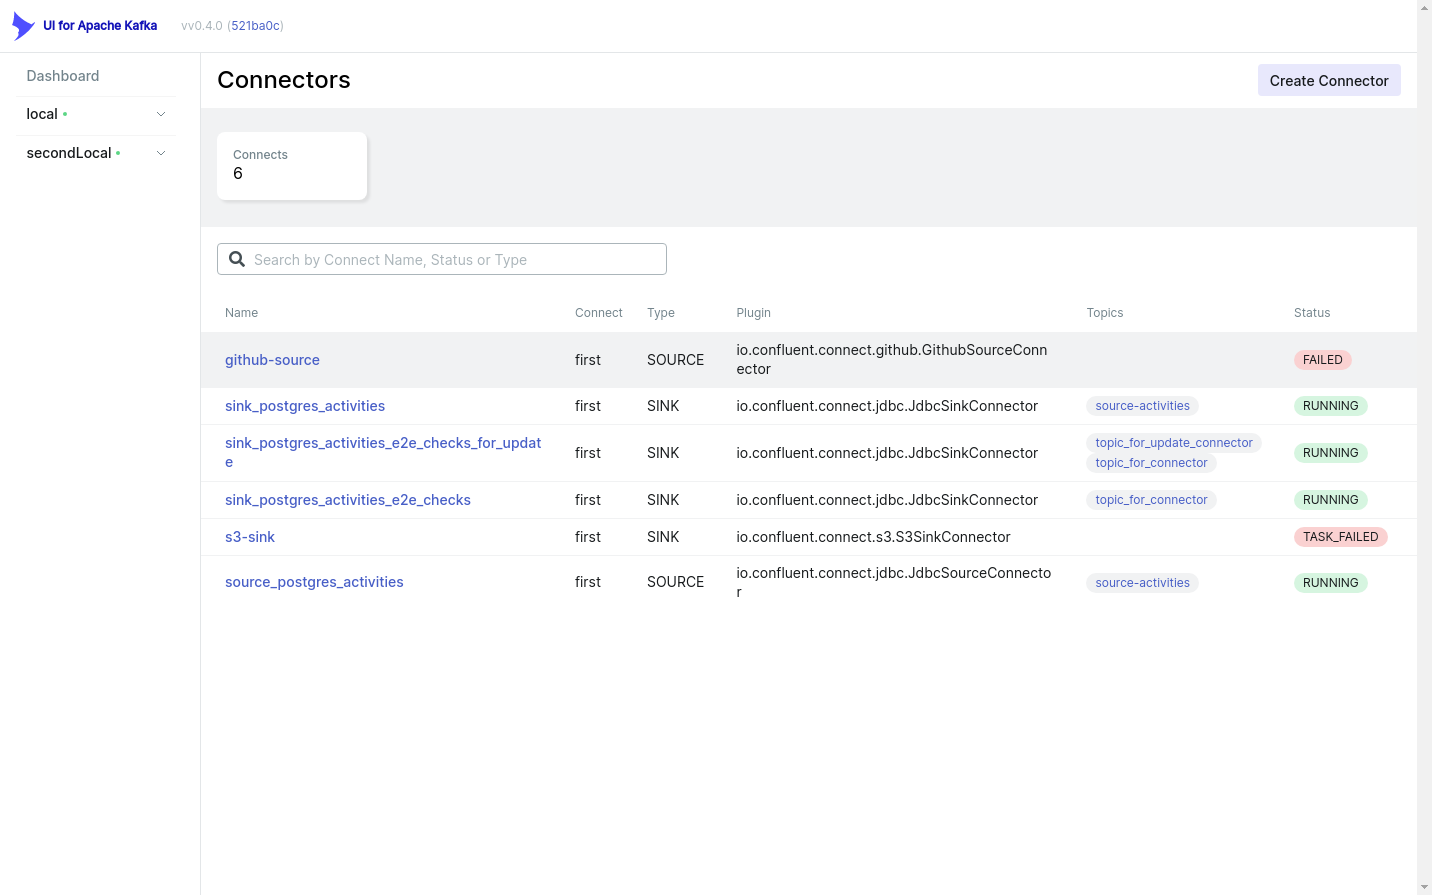 UI for Apache Kafka vv0.4.0 (521ba0c)
Dashboard
local
secondLocal
Connectors
Create Connector
Connects
6
Search by Connect Name, Status or Type
Name Connect Type Plugin Topics Status
github-source first SOURCE io.confluent.connect.github.GithubSourceConn
ector FAILED
sink_postgres_activities first SINK io.confluent.connect.jdbc.JdbcSinkConnector source-activities RUNNING
sink_postgres_activities_e2e_checks_for_updat
e first SINK io.confluent.connect.jdbc.JdbcSinkConnector topic_for_update_connector
topic_for_connector RUNNING
sink_postgres_activities_e2e_checks first SINK io.confluent.connect.jdbc.JdbcSinkConnector topic_for_connector RUNNING
s3-sink first SINK io.confluent.connect.s3.S3SinkConnector TASK_FAILED
source_postgres_activities first SOURCE io.confluent.connect.jdbc.JdbcSourceConnecto
r source-activities RUNNING